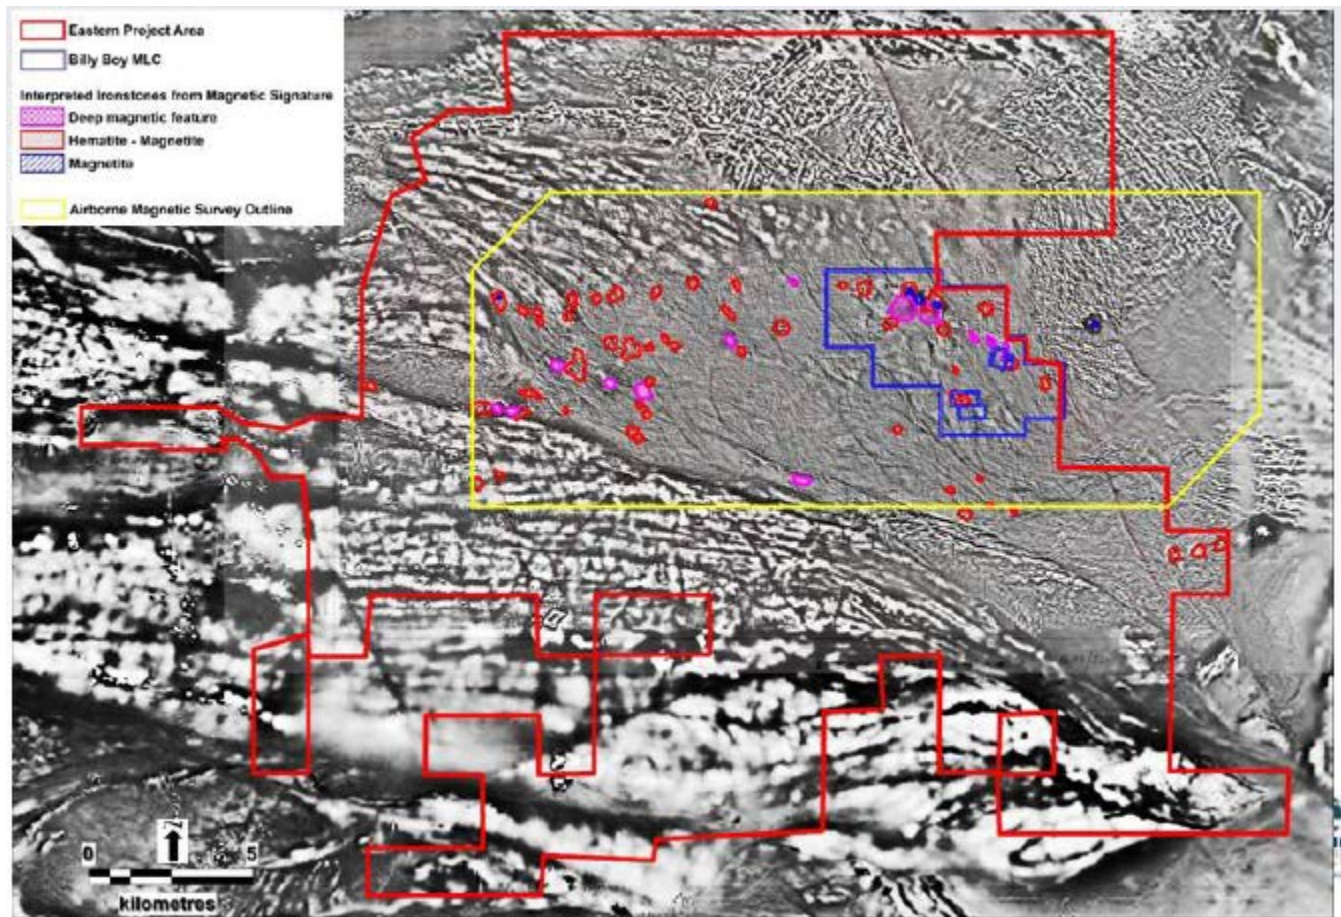 Eastern Project Area
Billy Boy MLC
Interpreted Ironstones from Magnetic Signature
Deep magnetic feature
Hematite - Magnetite
Magnetite
Airborne Magnetic Survey Outline
N
0 5
kilometres